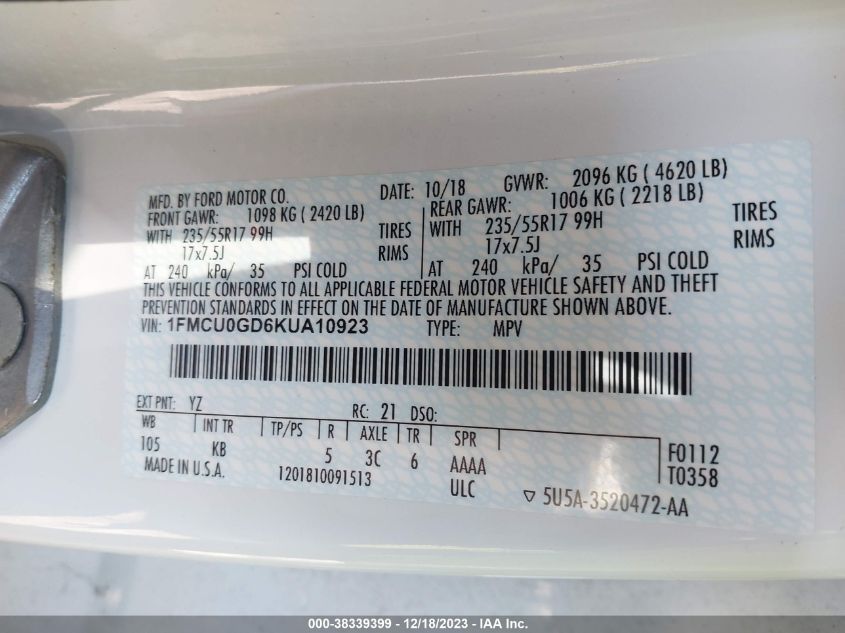 MFD. BY FORD MOTOR CO.
DATE: 10/18 GVWR: 2096 KG ( 4620 LB)
FRONT GAWR: 1098 KG ( 2420 LB)
WITH 235/55R17 99H TIRES
17x7.5J RIMS
AT 240 kPa/ 35 PSI COLD
REAR GAWR: 1006 KG ( 2218 LB)
WITH 235/55R17 99H TIRES
17x7.5J RIMS
AT 240 kPa/ 35 PSI COLD
THIS VEHICLE CONFORMS TO ALL APPLICABLE FEDERAL MOTOR VEHICLE SAFETY AND THEFT
PREVENTION STANDARDS IN EFFECT ON THE DATE OF MANUFACTURE SHOWN ABOVE.
VIN: 1FMCU0GD6KUA10923 TYPE: MPV
EXT PNT: YZ RC: 21 DSO:
WB INT TR TP/PS R AXLE TR SPR
105 KB 5 3C 6 AAAA
F0112
T0358
MADE IN U.S.A. 1201810091513 ULC
▽ 5U5A-3520472-AA
000-38339399 - 12/18/2023 - IAA Inc.